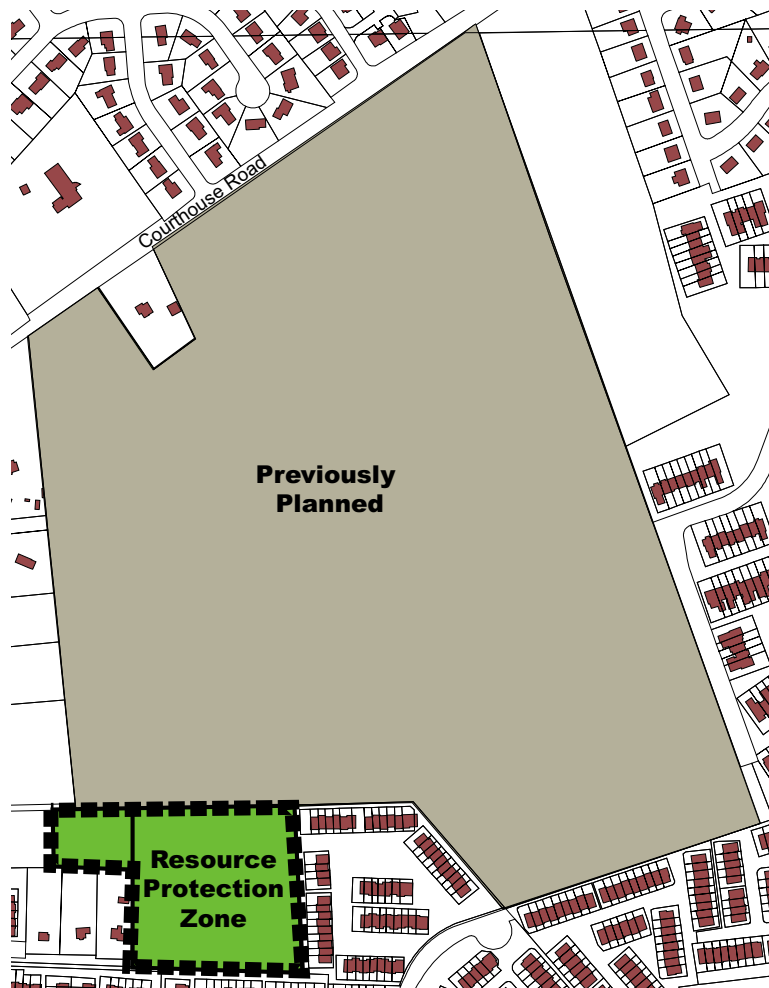 Courthouse Road
Previously
Planned
Resource
Protection
Zone